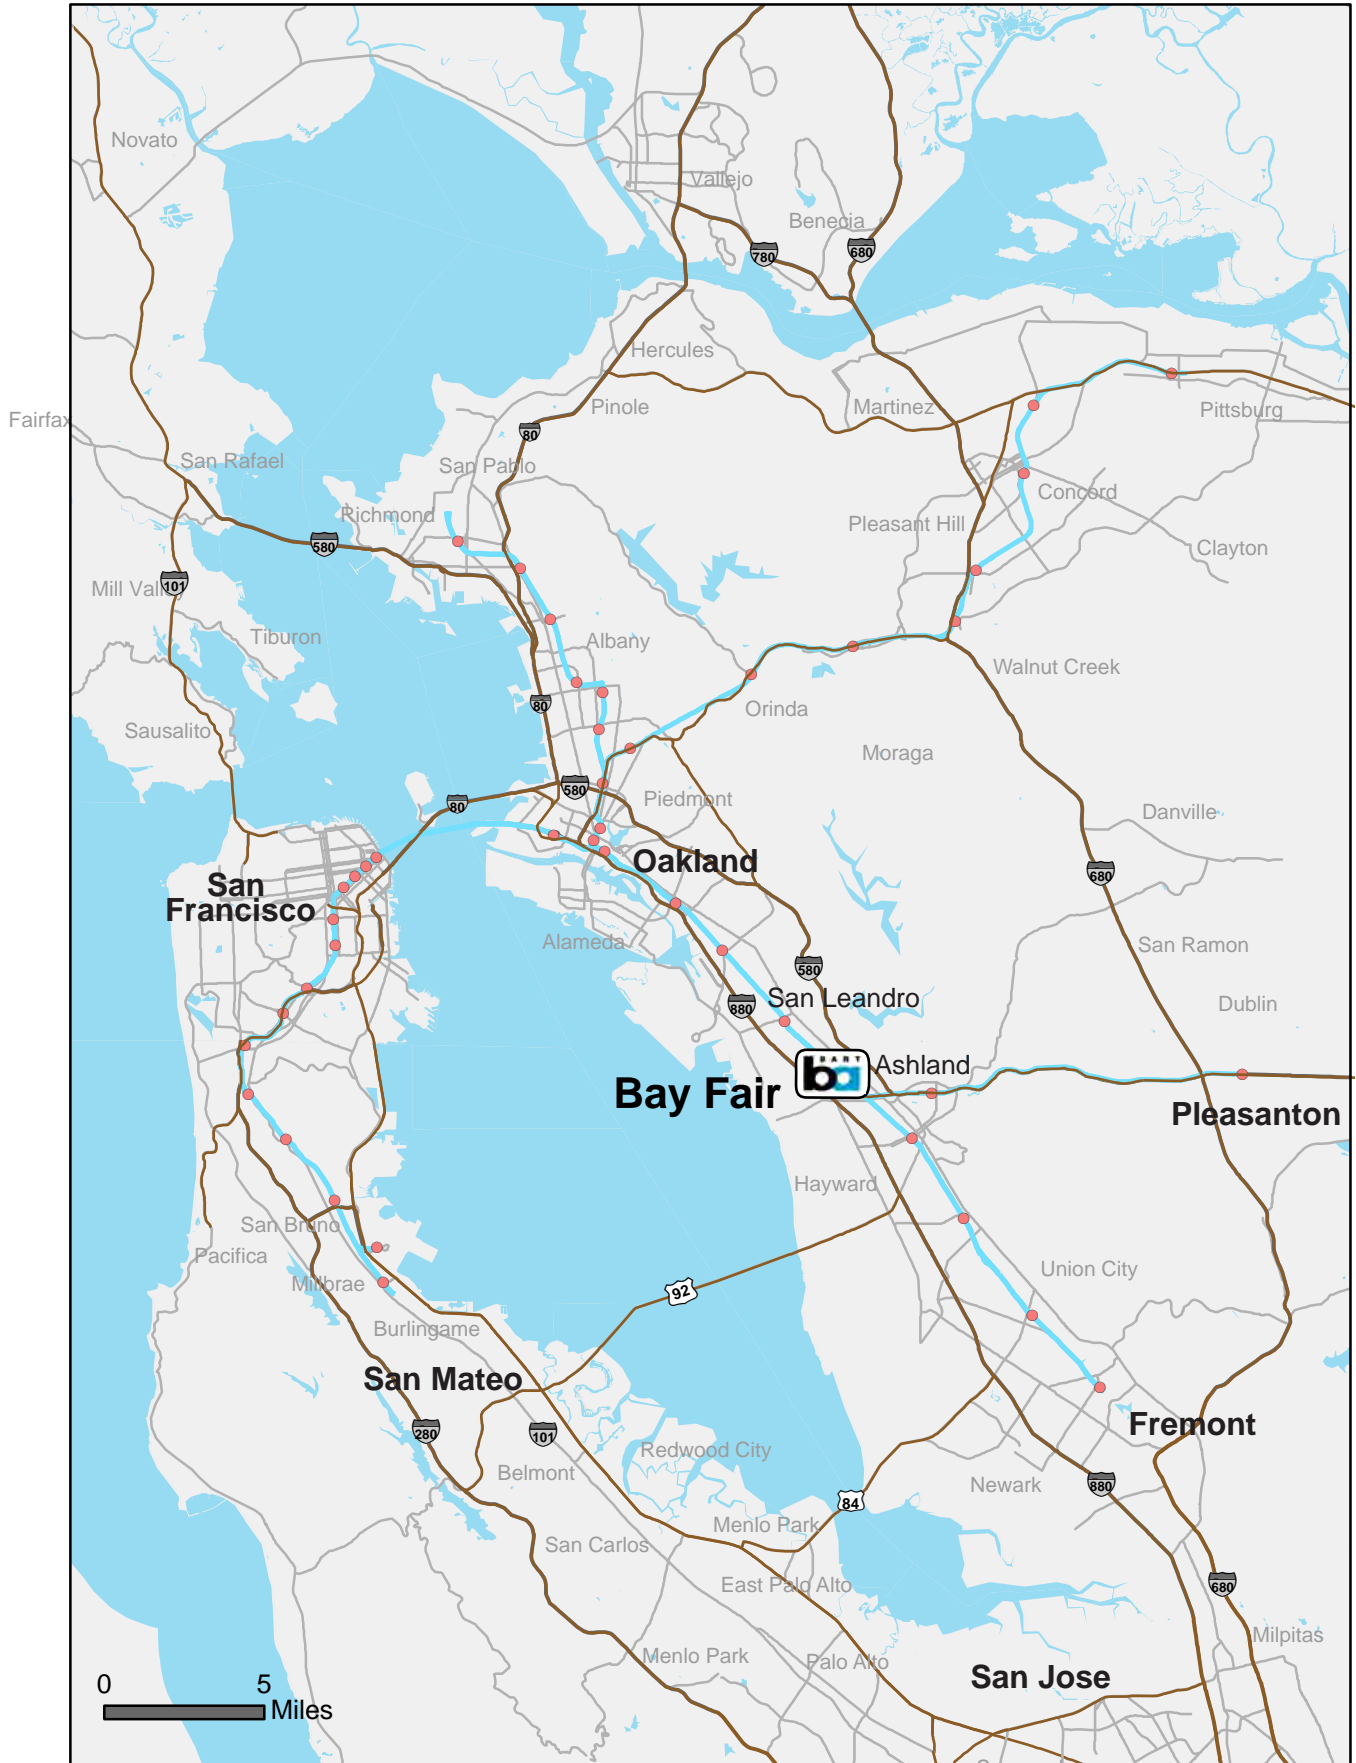 Novato
Vallejo
Benecia
780
680
Hercules
Pinole
Martinez
Pittsburg
Fairfax
80
San Rafael
San Pablo
Concord
Richmond
Pleasant Hill
580
Clayton
101
Mill Valley
Tiburon
Albany
Walnut Creek
80
Orinda
Sausalito
Moraga
580
Piedmont
80
Danville
Oakland
680
San
Francisco
Alameda
San Ramon
580
San Leandro
880
Dublin
BART
ba
Ashland
Bay Fair
Pleasanton
Hayward
San Bruno
Pacifica
Millbrae
Union City
92
Burlingame
San Mateo
280
101
Fremont
Redwood City
Belmont
Newark
880
84
Menlo Park
San Carlos
East Palo Alto
680
Milpitas
Menlo Park
Palo Alto
San Jose
0 5
Miles